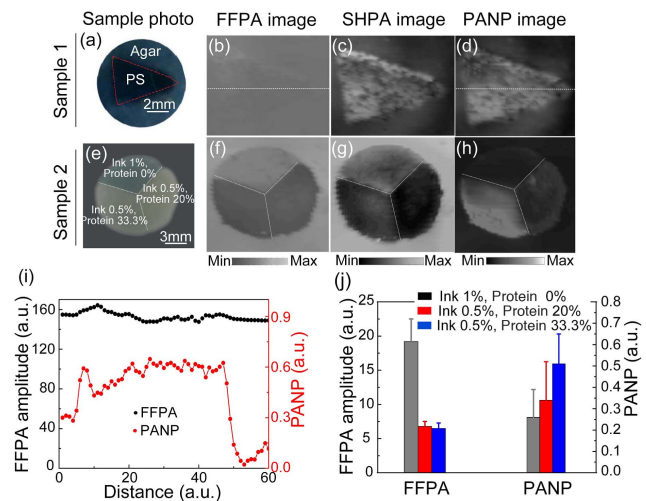 Sample photo FFPA image SHPA image PANP image
Sample 1
(a) Agar
PS
2mm
(b)
(c)
(d)
Sample 2
(e)
Ink 1%,
Protein 0%
Ink 0.5%,
Protein 20%
Ink 0.5%,
Protein 33.3%
3mm
(f)
(g)
(h)
Min Max Min Max Min Max
(i)
FFPA amplitude (a.u.)
160
120
80
40
0
FFPA
PANP
0.9
0.6
0.3
0.0
PANP (a.u.)
0 20 40 60
Distance (a.u.)
(j)
Ink 1%, Protein 0%
Ink 0.5%, Protein 20%
Ink 0.5%, Protein 33.3%
FFPA amplitude (a.u.)
25
20
15
10
5
0
0.8
0.7
0.6
0.5
0.4
0.3
0.2
0.1
0.0
PANP (a.u.)
FFPA PANP